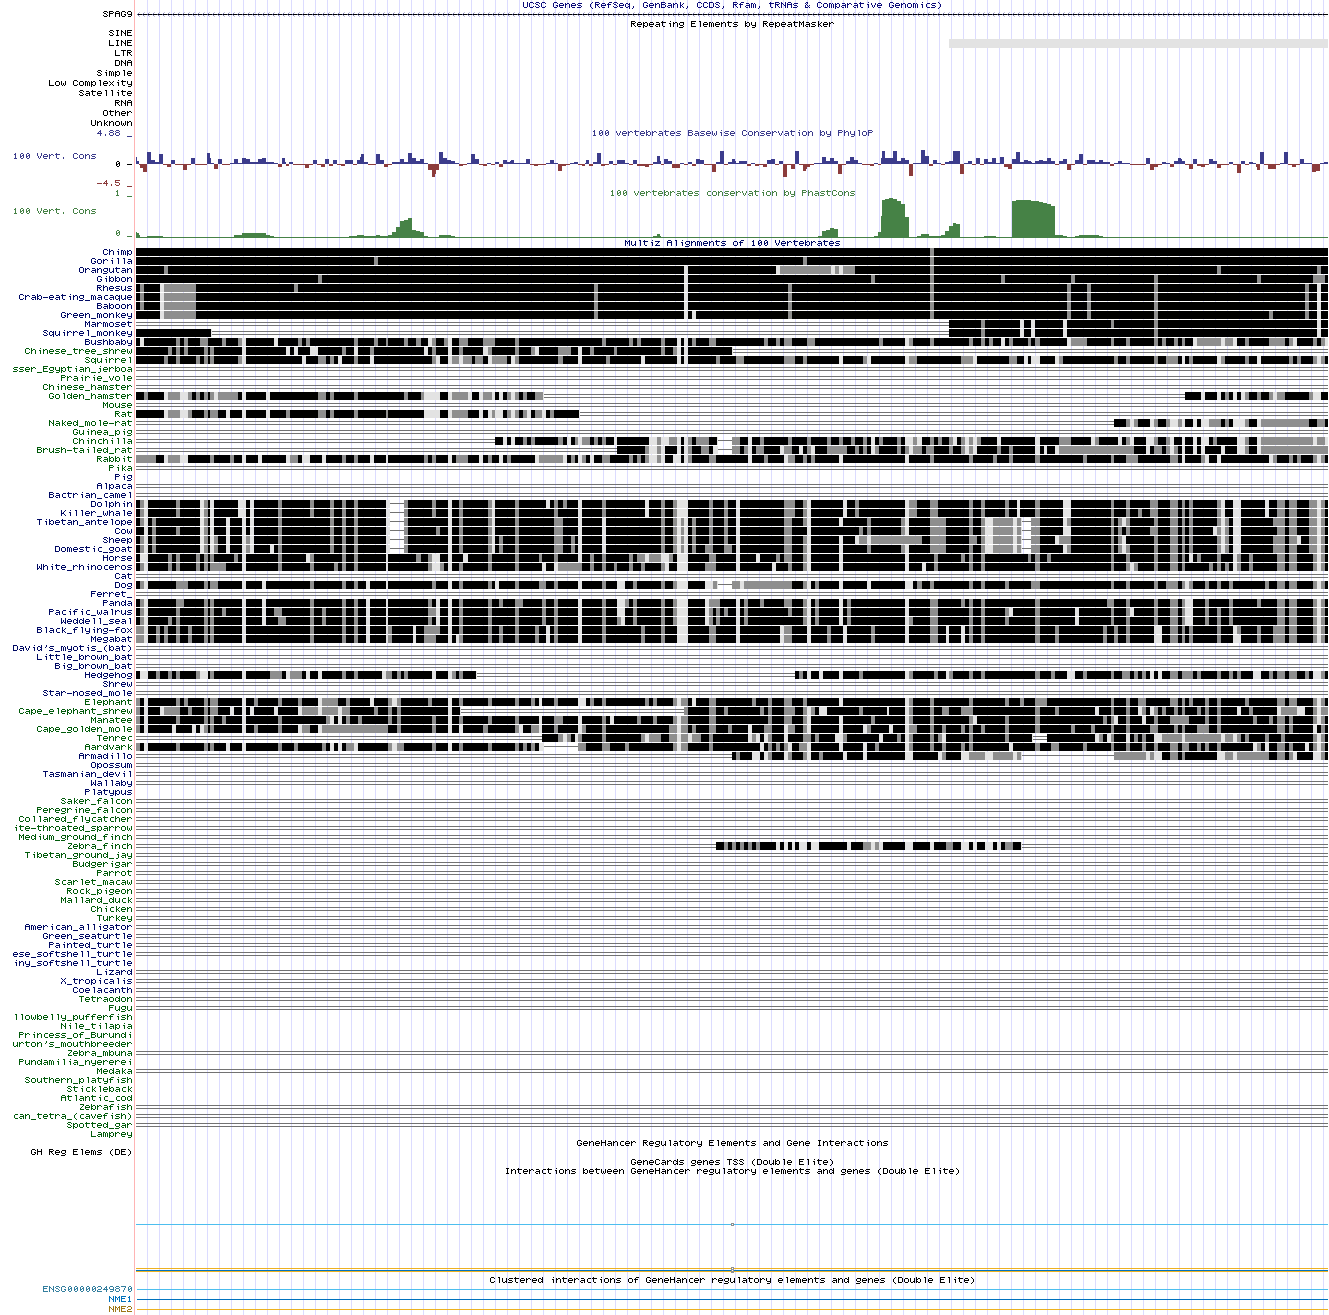 UCSC Genes (RefSeq, GenBank, CCDS, Rfam, tRNAs & Comparative Genomics)
SPAG9
Repeating Elements by RepeatMasker
SINE
LINE
LTR
DNA
Simple
Low Complexity
Satellite
RNA
Other
Unknown
4.88 _
100 vertebrates Basewise Conservation by PhyloP
100 Vert. Cons
0 _
-4.5 _
1 _
100 vertebrates conservation by PhastCons
100 Vert. Cons
0 _
Multiz Alignments of 100 Vertebrates
Chimp
Gorilla
Orangutan
Gibbon
Rhesus
Crab-eating_macaque
Baboon
Green_monkey
Marmoset
Squirrel_monkey
Bushbaby
Chinese_tree_shrew
Squirrel
sser_Egyptian_jerboa
Prairie_vole
Chinese_hamster
Golden_hamster
Mouse
Rat
Naked_mole-rat
Guinea_pig
Chinchilla
Brush-tailed_rat
Rabbit
Pika
Pig
Alpaca
Bactrian_camel
Dolphin
Killer_whale
Tibetan_antelope
Cow
Sheep
Domestic_goat
Horse
White_rhinoceros
Cat
Dog
Ferret_
Panda
Pacific_walrus
Weddell_seal
Black_flying-fox
Megabat
David's_myotis_(bat)
Little_brown_bat
Big_brown_bat
Hedgehog
Shrew
Star-nosed_mole
Elephant
Cape_elephant_shrew
Manatee
Cape_golden_mole
Tenrec
Aardvark
Armadillo
Opossum
Tasmanian_devil
Wallaby
Platypus
Saker_falcon
Peregrine_falcon
Collared_flycatcher
ite-throated_sparrow
Medium_ground_finch
Zebra_finch
Tibetan_ground_jay
Budgerigar
Parrot
Scarlet_macaw
Rock_pigeon
Mallard_duck
Chicken
Turkey
American_alligator
Green_seaturtle
Painted_turtle
ese_softshell_turtle
iny_softshell_turtle
Lizard
X_tropicalis
Coelacanth
Tetraodon
Fugu
llowbelly_pufferfish
Nile_tilapia
Princess_of_Burundi
urton's_mouthbreeder
Zebra_mbuna
Pundamilia_nyererei
Medaka
Southern_platyfish
Stickleback
Atlantic_cod
Zebrafish
can_tetra_(cavefish)
Spotted_gar
Lamprey
GeneHancer Regulatory Elements and Gene Interactions
GH Reg Elems (DE)
GeneCards genes TSS (Double Elite)
Interactions between GeneHancer regulatory elements and genes (Double Elite)
Clustered interactions of GeneHancer regulatory elements and genes (Double Elite)
ENSG00000249870
NME1
NME2